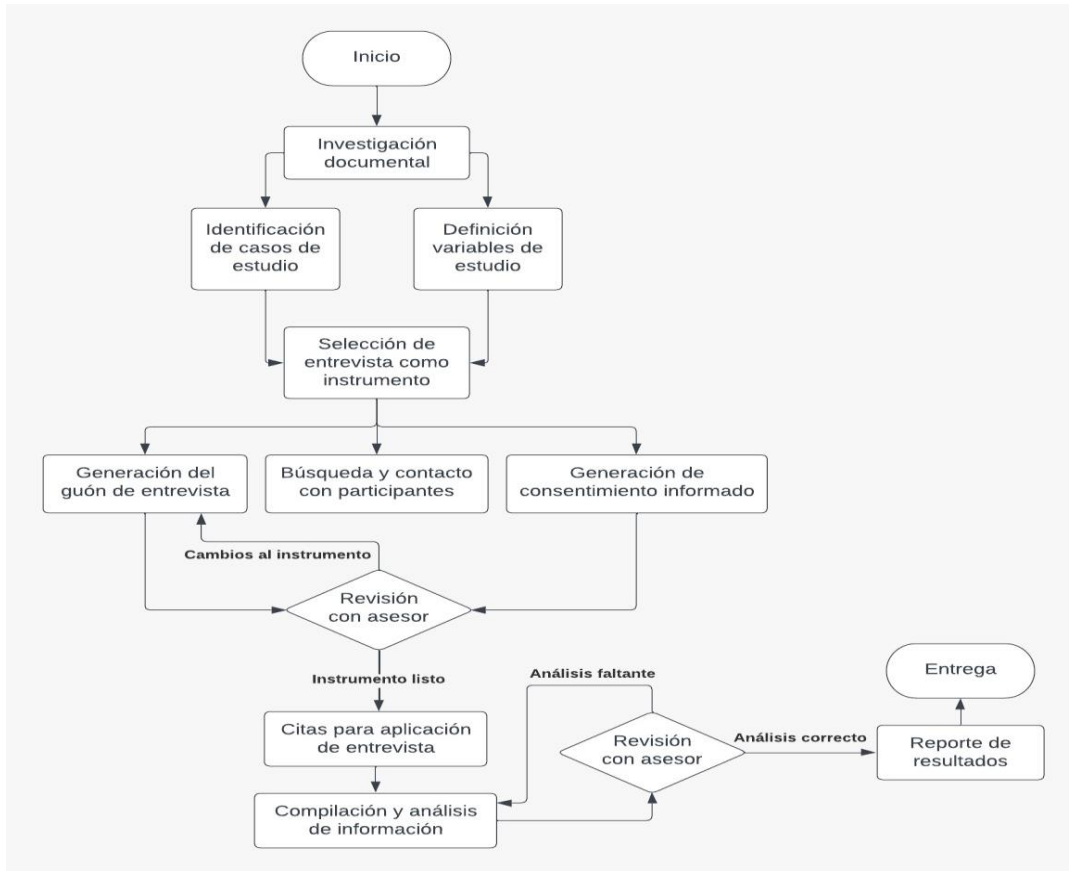 Inicio
Investigación
documental
Identificación
de casos de
estudio
Definición
variables de
estudio
Selección de
entrevista como
instrumento
Generación del
guón de entrevista
Búsqueda y contacto
con participantes
Generación de
consentimiento informado
Cambios al instrumento
Revisión
con asesor
Instrumento listo
Citas para aplicación
de entrevista
Compilación y análisis
de información
Análisis faltante
Revisión
con asesor
Análisis correcto
Reporte de
resultados
Entrega